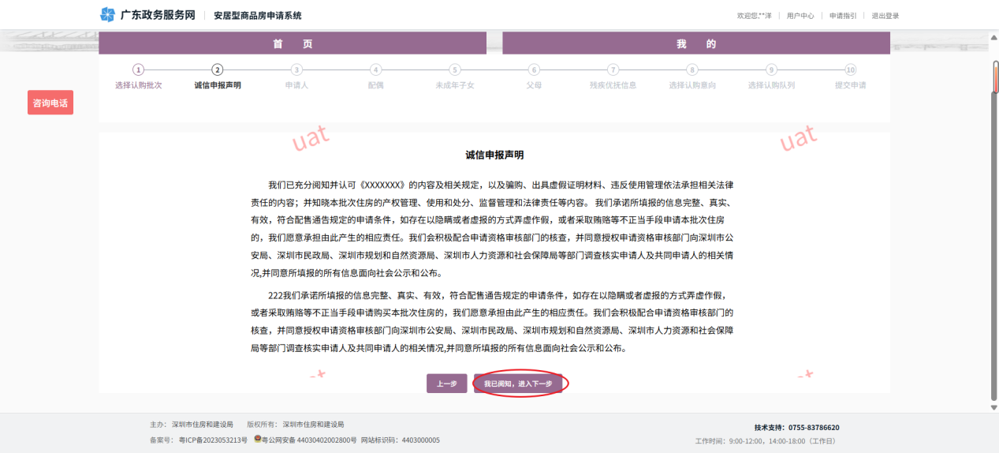 广东政务服务网 安居型商品房申请系统 欢迎您,**洋 用户中心 申请指引 退出登录
首 页 我 的
1 2 3 4 5 6 7 8 9 10
选择认购批次 诚信申报声明 申请人 配偶 未成年子女 父母 残疾优抚信息 选择认购意向 选择认购队列 提交申请
咨询电话
uat uat
诚信申报声明
我们已充分阅知并认可《XXXXXXX》的内容及相关规定，以及骗购、出具虚假证明材料、违反使用管理依法承担相关法律
责任的内容；并知晓本批次住房的产权管理、使用和处分、监督管理和法律责任等内容。 我们承诺所填报的信息完整、真实、
有效，符合配售通告规定的申请条件，如存在以隐瞒或者虚报的方式弄虚作假，或者采取贿赂等不正当手段申请本批次住房
的，我们愿意承担由此产生的相应责任。我们会积极配合申请资格审核部门的核查，并同意授权申请资格审核部门向深圳市公
安局、深圳市民政局、深圳市规划和自然资源局、深圳市人力资源和社会保障局等部门调查核实申请人及共同申请人的相关情
况,并同意所填报的所有信息面向社会公示和公布。
222我们承诺所填报的信息完整、真实、有效，符合配售通告规定的申请条件，如存在以隐瞒或者虚报的方式弄虚作假，
或者采取贿赂等不正当手段申请购买本批次住房的，我们愿意承担由此产生的相应责任。我们会积极配合申请资格审核部门的
核查，并同意授权申请资格审核部门向深圳市公安局、深圳市民政局、深圳市规划和自然资源局、深圳市人力资源和社会保障
局等部门调查核实申请人及共同申请人的相关情况,并同意所填报的所有信息面向社会公示和公布。
上一步 我已阅知，进入下一步
主办： 深圳市住房和建设局 版权所有： 深圳市住房和建设局
技术支持：0755-83786620
备案号： 粤ICP备2023053213号 粤公网安备 44030402002800号 网站标识码：4403000005
工作时间：9:00-12:00，14:00-18:00（工作日）